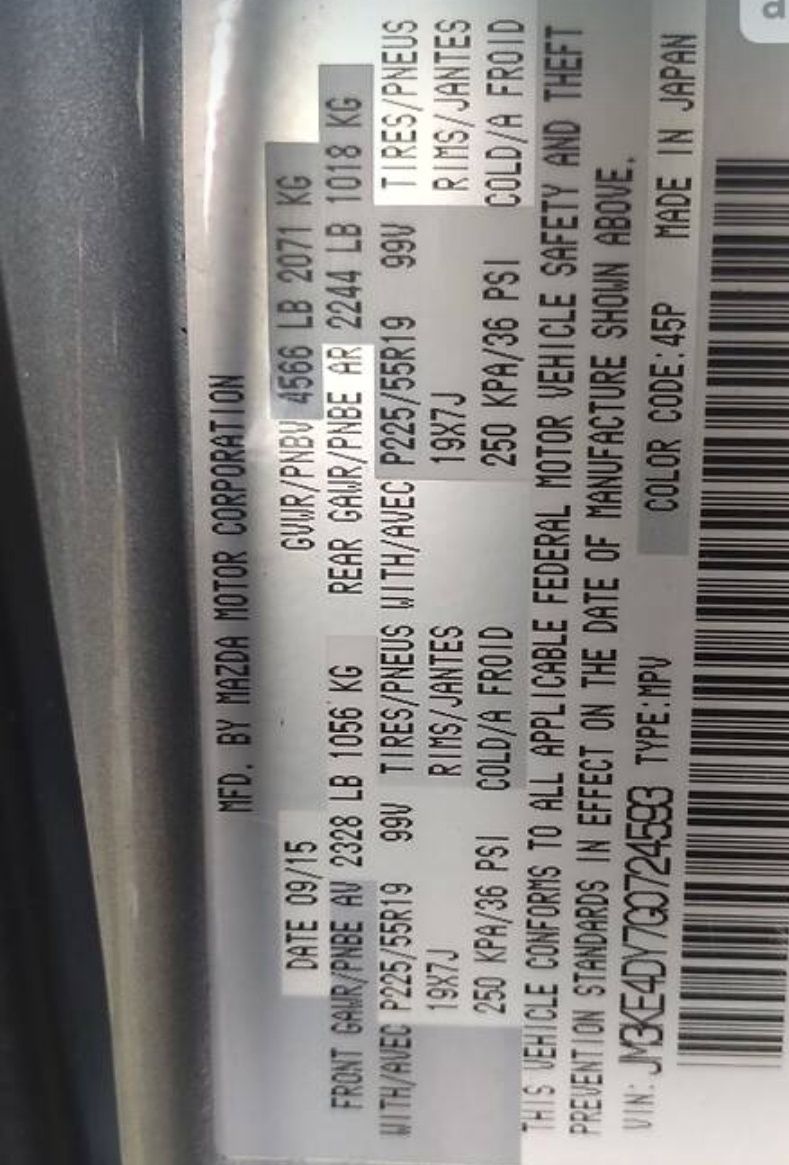 MFD. BY MAZDA MOTOR CORPORATION
DATE 09/15 GVWR/PNBV 4566 LB 2071 KG
FRONT GAWR/PNBE AV 2328 LB 1056 KG REAR GAWR/PNBE AR 2244 LB 1018 KG
WITH/AVEC P225/55R19 99V TIRES/PNEUS WITH/AVEC P225/55R19 99V TIRES/PNEUS
19X7J RIMS/JANTES 19X7J RIMS/JANTES
250 KPA/36 PSI COLD/A FROID 250 KPA/36 PSI COLD/A FROID
THIS VEHICLE CONFORMS TO ALL APPLICABLE FEDERAL MOTOR VEHICLE SAFETY AND THEFT
PREVENTION STANDARDS IN EFFECT ON THE DATE OF MANUFACTURE SHOWN ABOVE.
VIN: JM3KE4DY7G0724593 TYPE:MPV COLOR CODE:45P MADE IN JAPAN